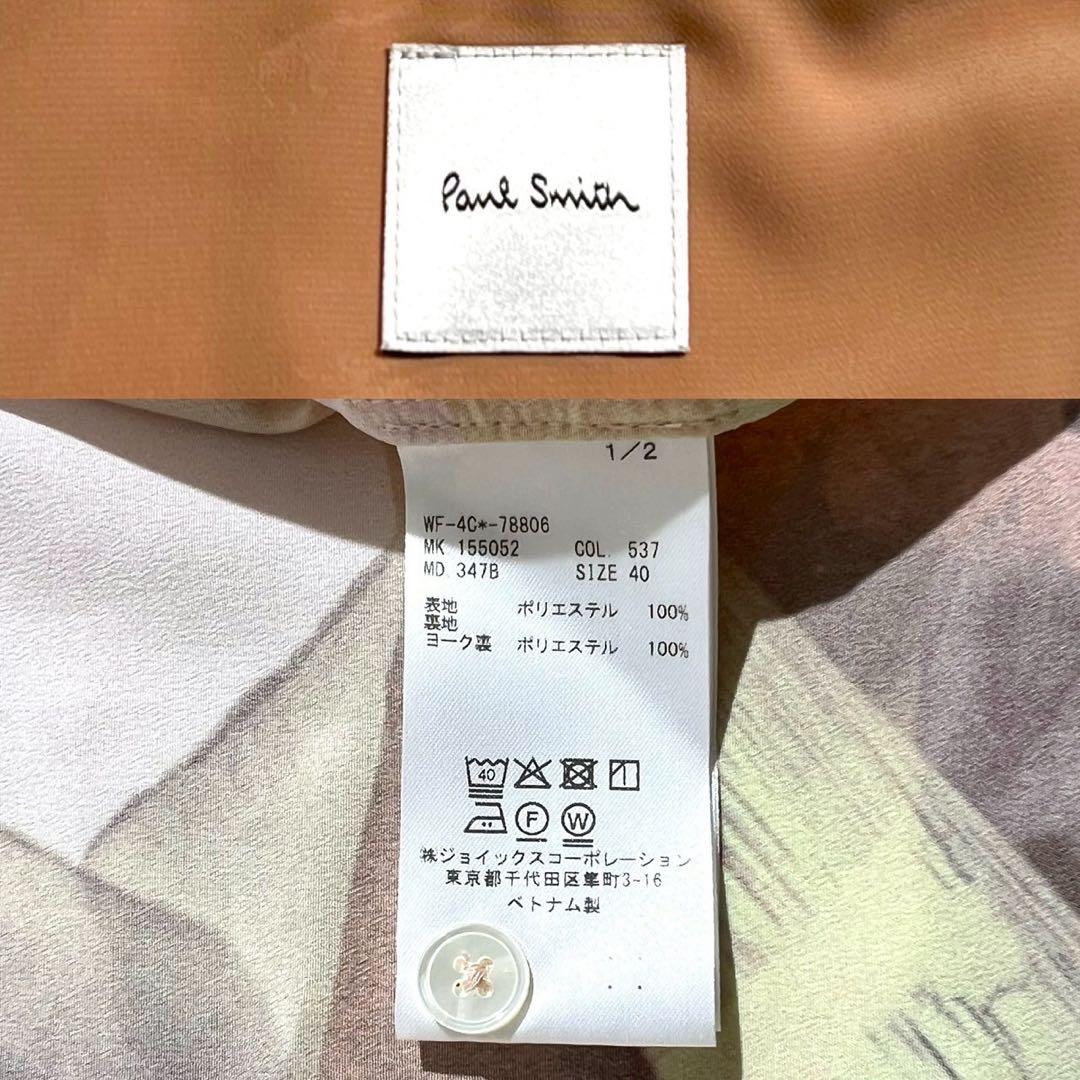 Paul Smith
1/2
WF-4C*-78806
MK 155052 COL. 537
MD 347B SIZE 40
表地 ポリエステル 100%
裏地
ヨーク裏 ポリエステル 100%
40
F W
㈱ジョイックスコーポレーション
東京都千代田区隼町3-16
ベトナム製